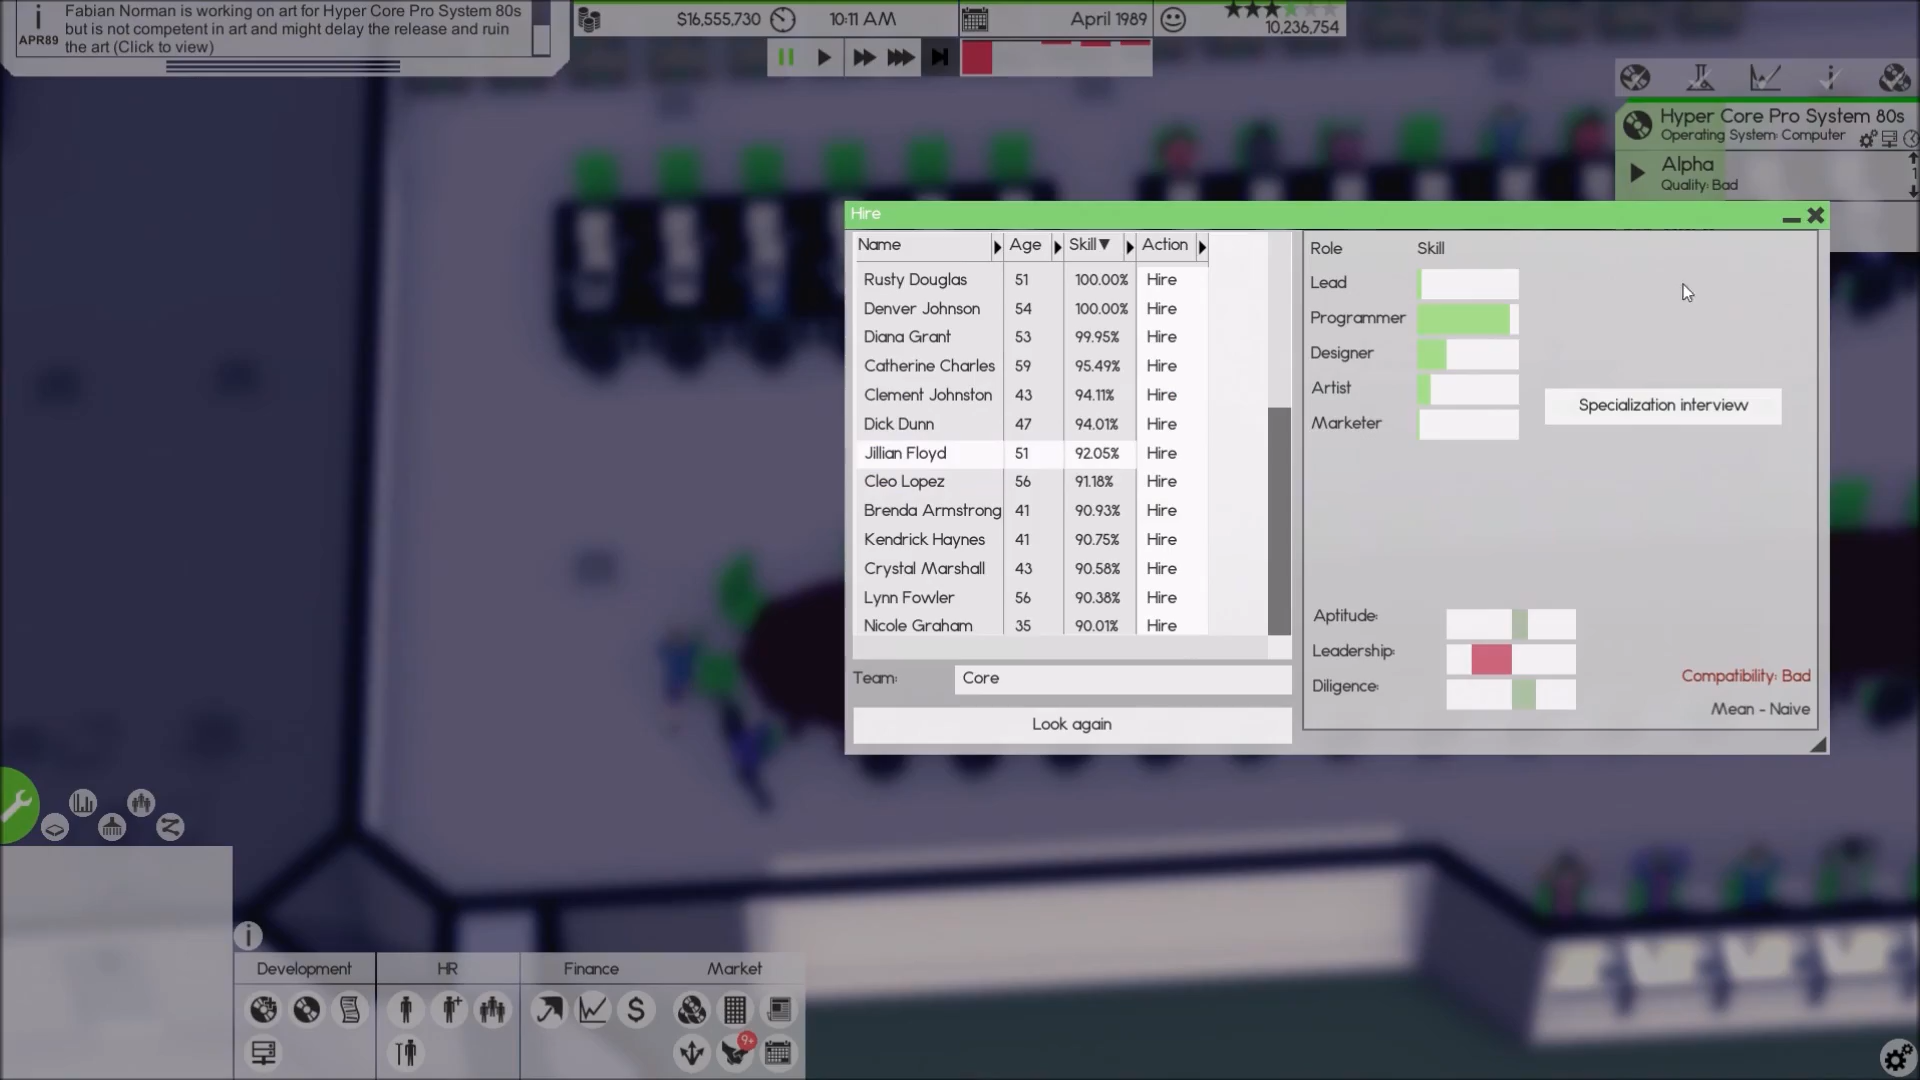 Fabian Norman is working on art for Hyper Core Pro System 80s
but is not competent in art and might delay the release and ruin
the art (Click to view)
APR89
$16,555,730
10:11 AM
April 1989
10,236,754
Hyper Core Pro System 80s
Operating System: Computer
Alpha
1
Quality: Bad
Hire
Name Age Skill▼ Action
Rusty Douglas 51 100.00% Hire
Denver Johnson 54 100.00% Hire
Diana Grant 53 99.95% Hire
Catherine Charles 59 95.49% Hire
Clement Johnston 43 94.11% Hire
Dick Dunn 47 94.01% Hire
Jillian Floyd 51 92.05% Hire
Cleo Lopez 56 91.18% Hire
Brenda Armstrong 41 90.93% Hire
Kendrick Haynes 41 90.75% Hire
Crystal Marshall 43 90.58% Hire
Lynn Fowler 56 90.38% Hire
Nicole Graham 35 90.01% Hire
Team: Core
Look again
Role Skill
Lead
Programmer
Designer
Artist
Marketer
Specialization interview
Aptitude:
Leadership:
Diligence:
Compatibility: Bad
Mean - Naive
Development HR Finance Market
9+